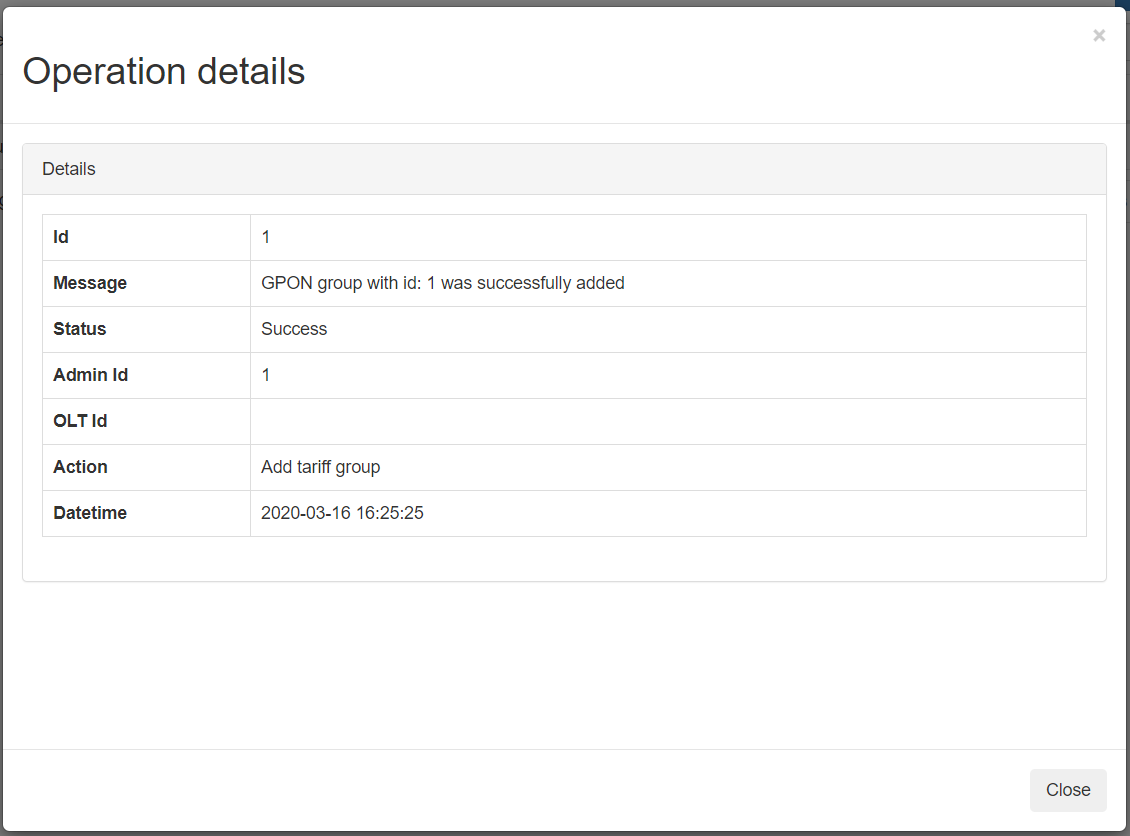 ×
Operation details
Details
Id 1
Message GPON group with id: 1 was successfully added
Status Success
Admin Id 1
OLT Id
Action Add tariff group
Datetime 2020-03-16 16:25:25
Close